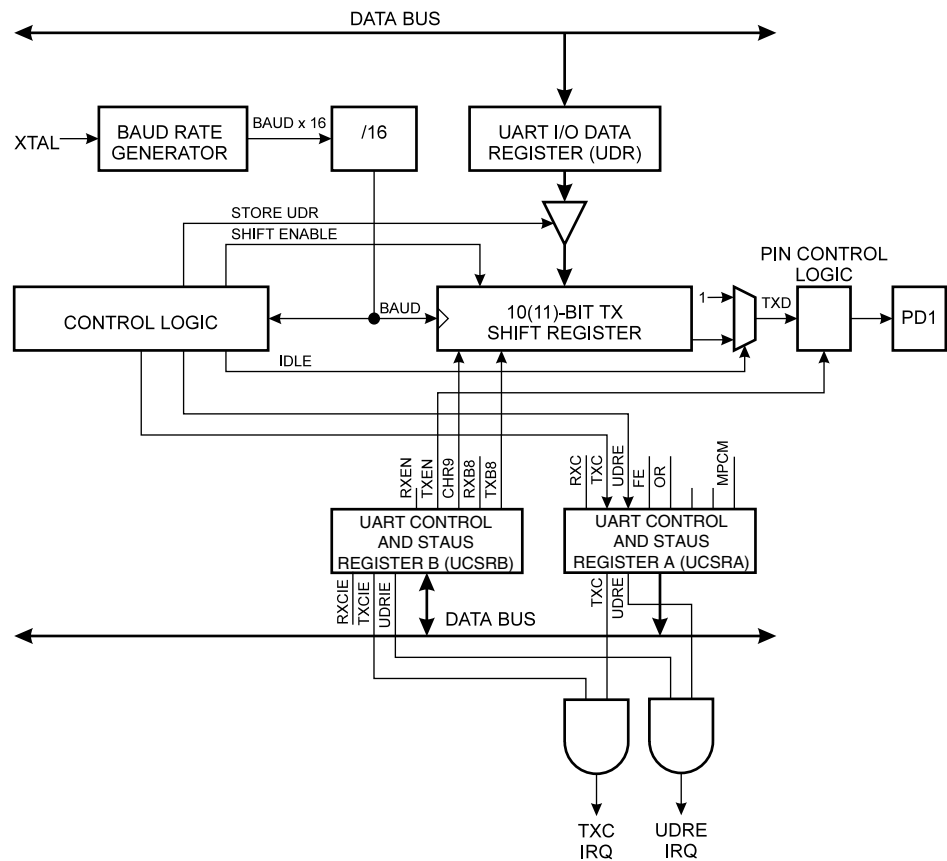 DATA BUS
XTAL
BAUD RATE
GENERATOR
BAUD x 16
/16
UART I/O DATA
REGISTER (UDR)
STORE UDR
SHIFT ENABLE
PIN CONTROL
LOGIC
CONTROL LOGIC
BAUD
10(11)-BIT TX
SHIFT REGISTER
1
TXD
PD1
IDLE
RXEN
TXEN
CHR9
RXB8
TXB8
RXC
TXC
UDRE
FE
OR
MPCM
UART CONTROL
AND STAUS
REGISTER B (UCSRB)
UART CONTROL
AND STAUS
REGISTER A (UCSRA)
RXCIE
TXCIE
UDRIE
TXC
UDRE
DATA BUS
TXC
IRQ
UDRE
IRQ